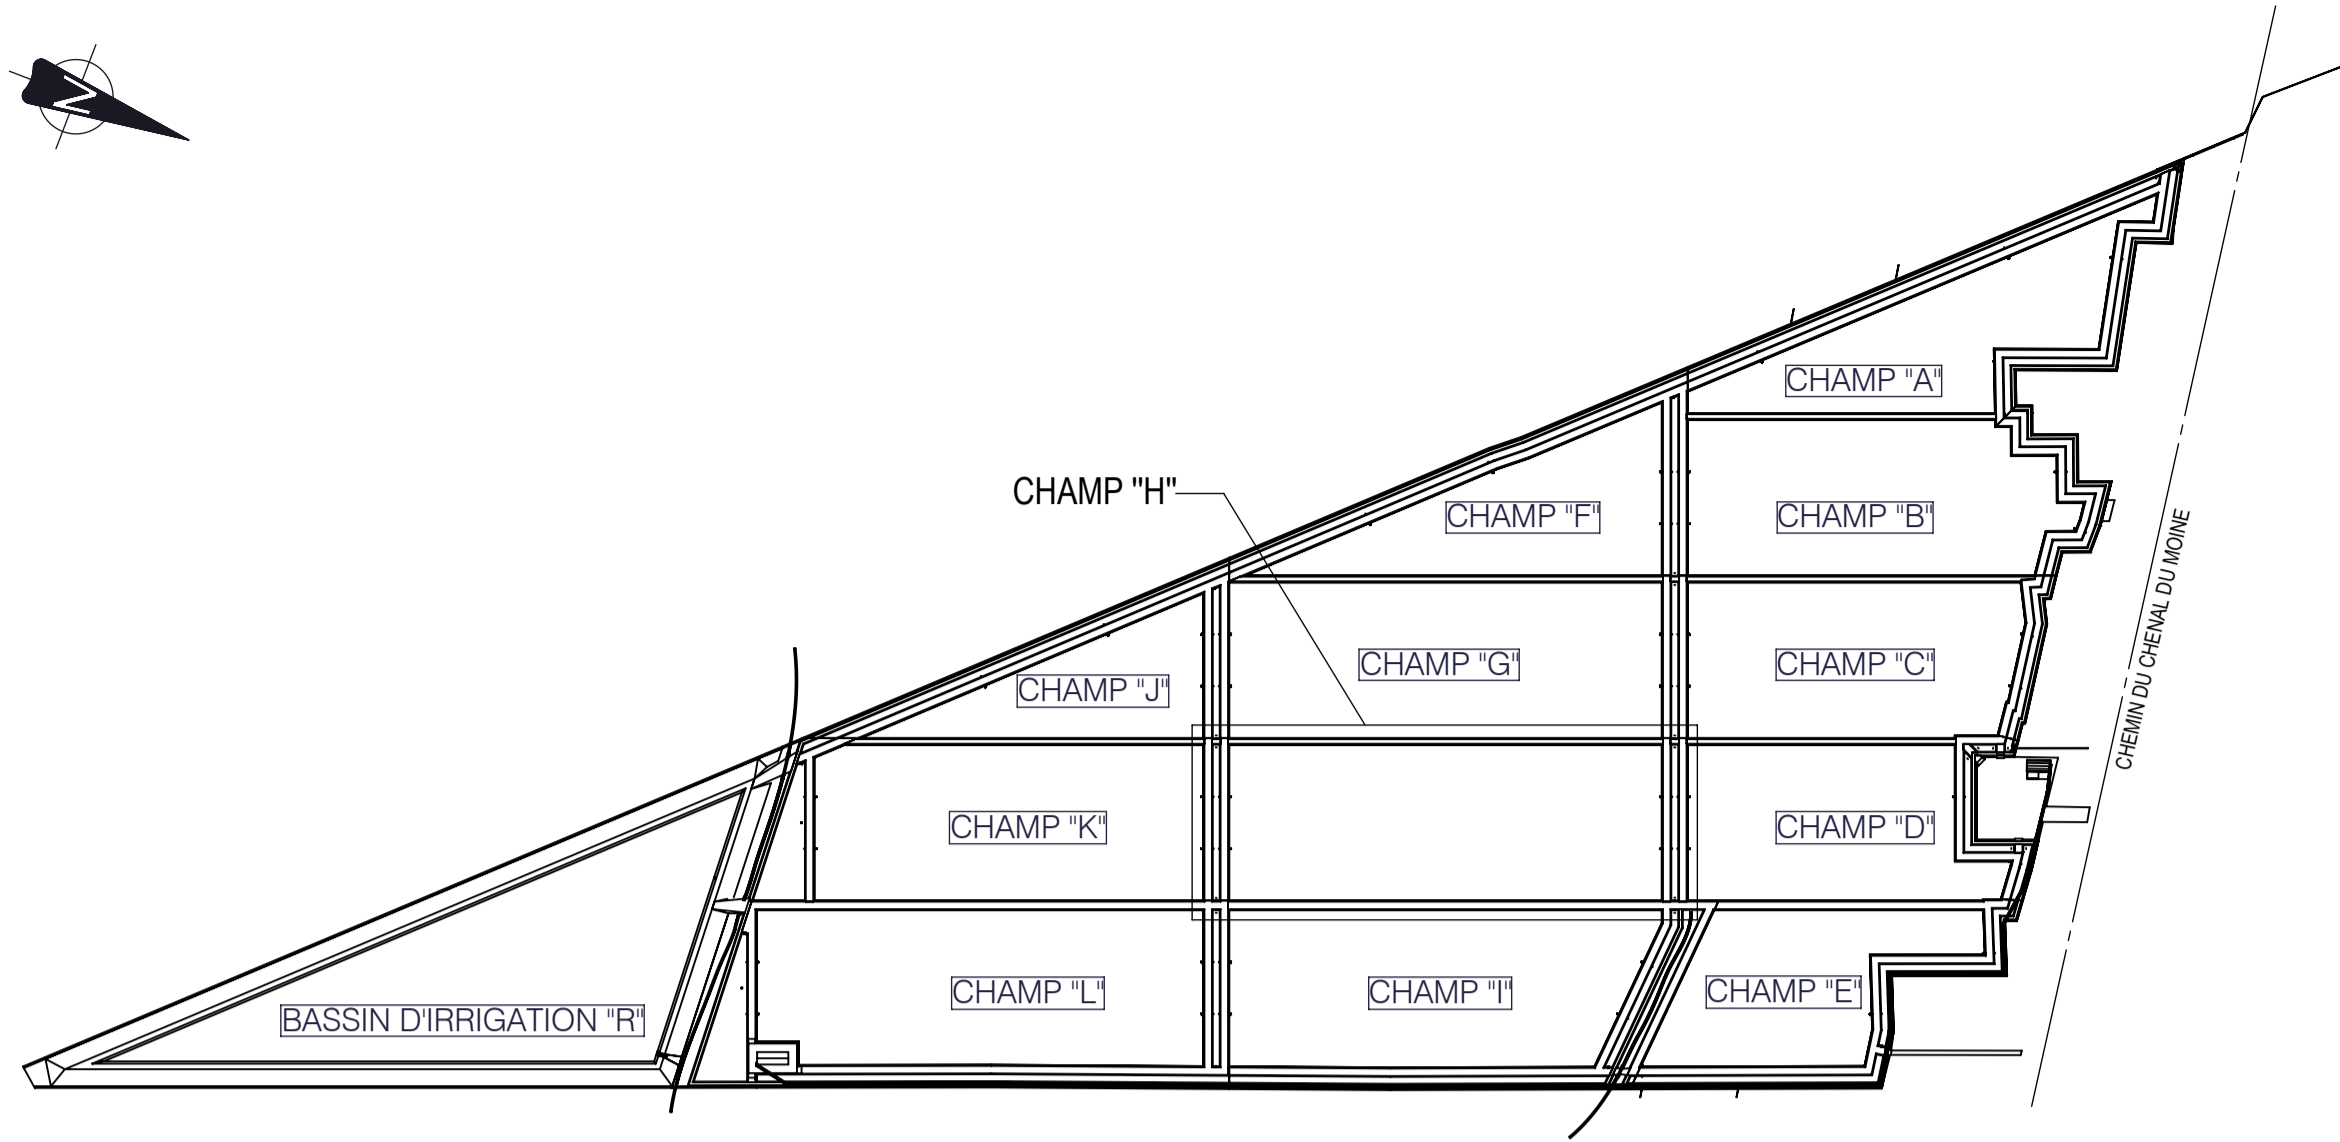 N
CHAMP "A"
CHAMP "H"
CHAMP "F"
CHAMP "B"
CHAMP "J"
CHAMP "G"
CHAMP "C"
CHEMIN DU CHENAL DU MOINE
CHAMP "K"
CHAMP "D"
BASSIN D'IRRIGATION "R"
CHAMP "L"
CHAMP "I"
CHAMP "E"